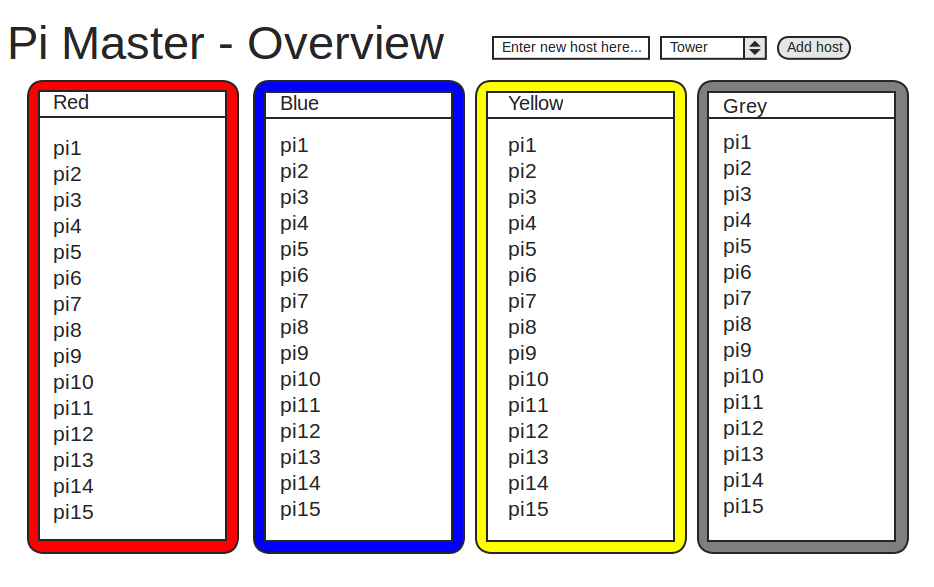 Pi Master - Overview
Enter new host here...
Tower
Add host
Red
pi1
pi2
pi3
pi4
pi5
pi6
pi7
pi8
pi9
pi10
pi11
pi12
pi13
pi14
pi15
Blue
pi1
pi2
pi3
pi4
pi5
pi6
pi7
pi8
pi9
pi10
pi11
pi12
pi13
pi14
pi15
Yellow
pi1
pi2
pi3
pi4
pi5
pi6
pi7
pi8
pi9
pi10
pi11
pi12
pi13
pi14
pi15
Grey
pi1
pi2
pi3
pi4
pi5
pi6
pi7
pi8
pi9
pi10
pi11
pi12
pi13
pi14
pi15